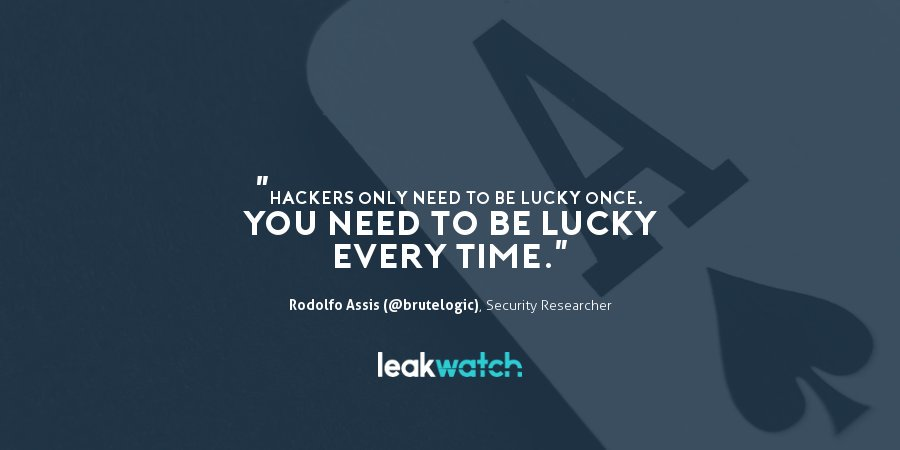 "HACKERS ONLY NEED TO BE LUCKY ONCE.
YOU NEED TO BE LUCKY
EVERY TIME."
Rodolfo Assis (@brutelogic), Security Researcher
leakwatch
A